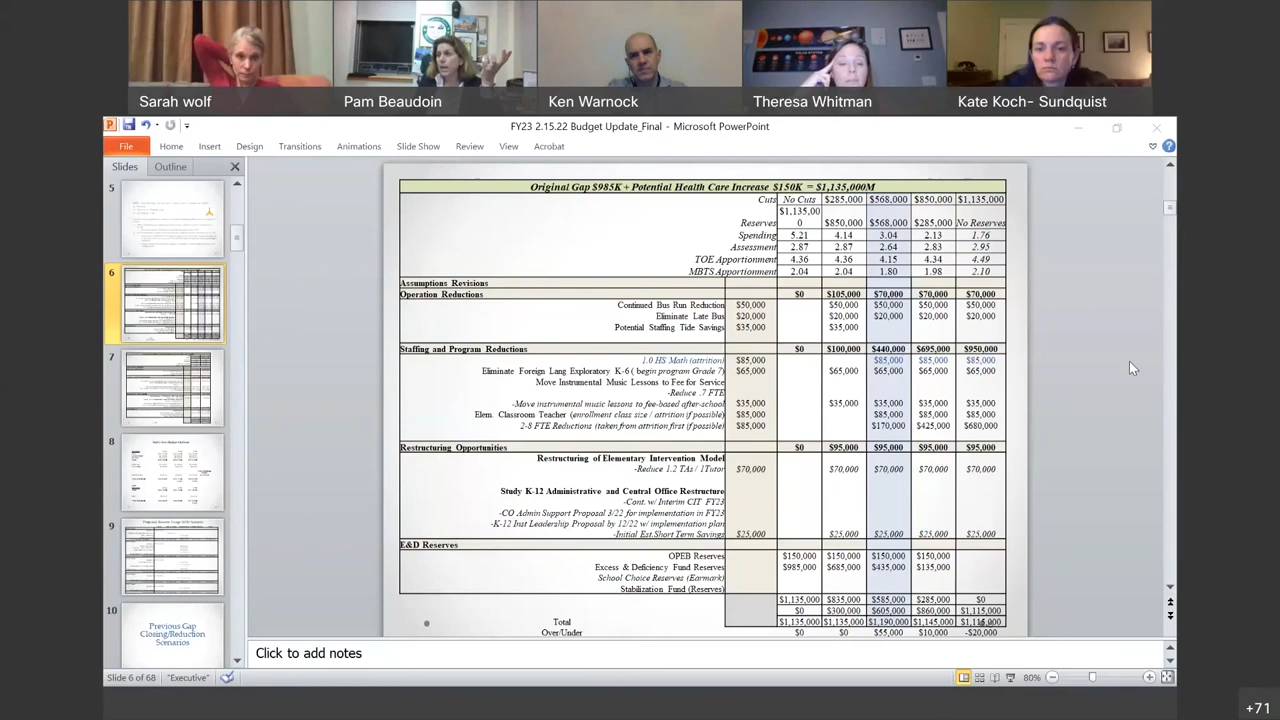 Sarah wolf
Pam Beaudoin
Ken Warnock
Theresa Whitman
Kate Koch- Sundquist
FY23 2.15.22 Budget Update_Final - Microsoft PowerPoint
File Home Insert Design Transitions Animations Slide Show Review View Acrobat
Slides Outline
5
6
7
8
9
10
Previous Gap
Closing/Reduction
Scenarios
Original Gap $985K + Potential Health Care Increase $150K = $1,135,000M
Cuts No Cuts $285,000 $568,000 $850,000 $1,135,000
$1,135,00
Reserves 0 $850,000 $568,000 $285,000 No Reserves
Spending 5.21 4.14 3.04 2.13 1.76
Assessment 2.87 2.87 2.64 2.83 2.95
TOE Apportionment 4.36 4.36 4.15 4.34 4.49
MBTS Apportionment 2.04 2.04 1.80 1.98 2.10
Assumptions Revisions
Operation Reductions $0 $105,000 $70,000 $70,000 $70,000
Continued Bus Run Reduction $50,000 $50,000 $50,000 $50,000 $50,000
Eliminate Late Bus $20,000 $20,000 $20,000 $20,000 $20,000
Potential Staffing Tide Savings $35,000 $35,000
Staffing and Program Reductions $0 $100,000 $440,000 $695,000 $950,000
1.0 HS Math (attrition) $85,000 $85,000 $85,000 $85,000
Eliminate Foreign Lang Exploratory K-6 ( begin program Grade 7) $65,000 $65,000 $65,000 $65,000 $65,000
Move Instrumental Music Lessons to Fee for Service
-Reduce .7 FTE
-Move instrumental music lessons to fee-based after-school $35,000 $35,000 $35,000 $35,000 $35,000
Elem. Classroom Teacher (enrollment class size / attrition if possible) $85,000 $85,000 $85,000 $85,000
2-8 FTE Reductions (taken from attrition first if possible) $85,000 $170,000 $425,000 $680,000
Restructuring Opportunities $0 $95,000 $95,000 $95,000 $95,000
Restructuring of Elementary Intervention Model
-Reduce 1.2 TAs / 1Tutor $70,000 $70,000 $70,000 $70,000 $70,000
Study K-12 Administrative and Central Office Restructure
-Cont. w/ Interim CIT FY23
-CO Admin Support Proposal 3/22 for implementation in FY23
-K-12 Inst Leadership Proposal by 12/22 w/ implementation plan
-Initial Est.Short Term Savings $25,000 $25,000 $25,000 $25,000 $25,000
E&D Reserves
OPEB Reserves $150,000 $150,000 $150,000 $150,000
Excess & Deficiency Fund Reserves $985,000 $685,000 $435,000 $135,000
School Choice Reserves (Earmark)
Stabilization Fund (Reserves)
$1,135,000 $835,000 $585,000 $285,000 $0
$0 $300,000 $605,000 $860,000 $1,115,000
Total $1,135,000 $1,135,000 $1,190,000 $1,145,000
Over/Under $0 $0 $10,000 -$20,000
Click to add notes
Slide 6 of 68 "Executive" 80%
+71